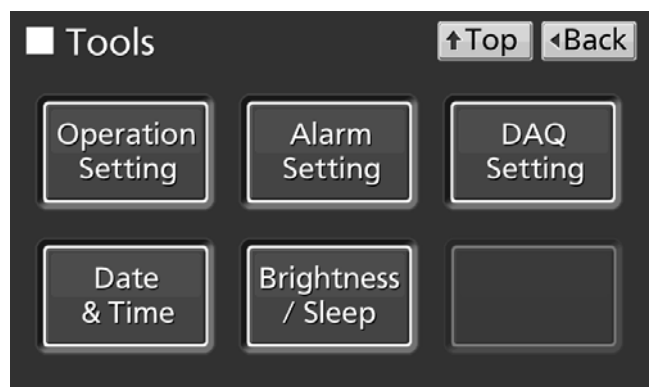 Tools
Top
Back
Operation
Setting
Alarm
Setting
DAQ
Setting
Date
& Time
Brightness
/ Sleep